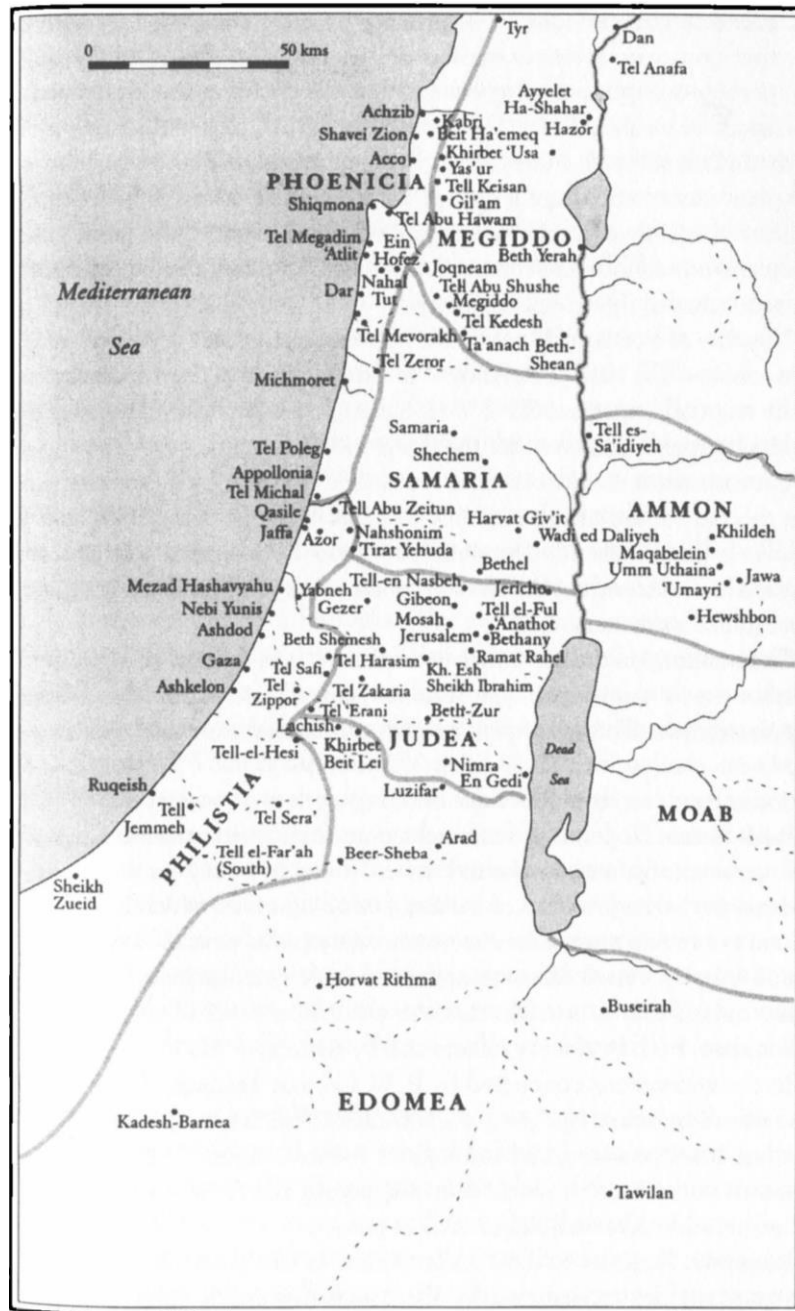 0 50 kms
Tyr
Dan
Tel Anafa
Ayyelet
Ha-Shahar
Hazor
Achzib
Kabri
Shavei Zion
Beit Ha'emeq
Khirbet 'Usa
Acco
Yas'ur
PHOENICIA
Tell Keisan
Gil'am
Shiqmona
Tel Abu Hawam
MEGIDDO
Tel Megadim
Ein
Hofez
'Atlit
Beth Yerah
Joqneam
Nahal
Tut
Tell Abu Shushe
Mediterranean
Sea
Dar
Megiddo
Tel Kedesh
Tel Mevorakh
Ta'anach
Beth-
Shean
Tel Zeror
Michmoret
Samaria
Tell es-
Sa'idiyeh
Shechem
Tel Poleg
Appollonia
SAMARIA
Tel Michal
Tell Abu Zeitun
AMMON
Qasile
Jaffa
Azor
Nahshonim
Harvat Giv'it
Khildeh
Tirat Yehuda
Wadi ed Daliyeh
Maqabelein
Bethel
Umm Uthaina
Mezad Hashavyahu
Yabneh
Tell-en Nasbeh
Jericho
'Umayri
Jawa
Nebi Yunis
Gezer
Gibeon
Tell el-Ful
Hewshbon
Ashdod
Mosah
'Anathot
Beth Shemesh
Jerusalem
Bethany
Gaza
Tel Safi
Tel Harasim
Ramat Rahel
Ashkelon
Tel
Zippor
Tel Zakaria
Kh. Esh
Sheikh Ibrahim
Tel 'Erani
Beth-Zur
Lachish
JUDEA
Tell-el-Hesi
Khirbet
Beit Lei
Dead
Sea
Nimra
En Gedi
Ruqeish
Luzifar
Tell
Jemmeh
Tel Sera'
MOAB
PHILISTIA
Arad
Tell el-Far'ah
(South)
Beer-Sheba
Sheikh
Zueid
Horvat Rithma
Buseirah
EDOMEA
Kadesh-Barnea
Tawilan